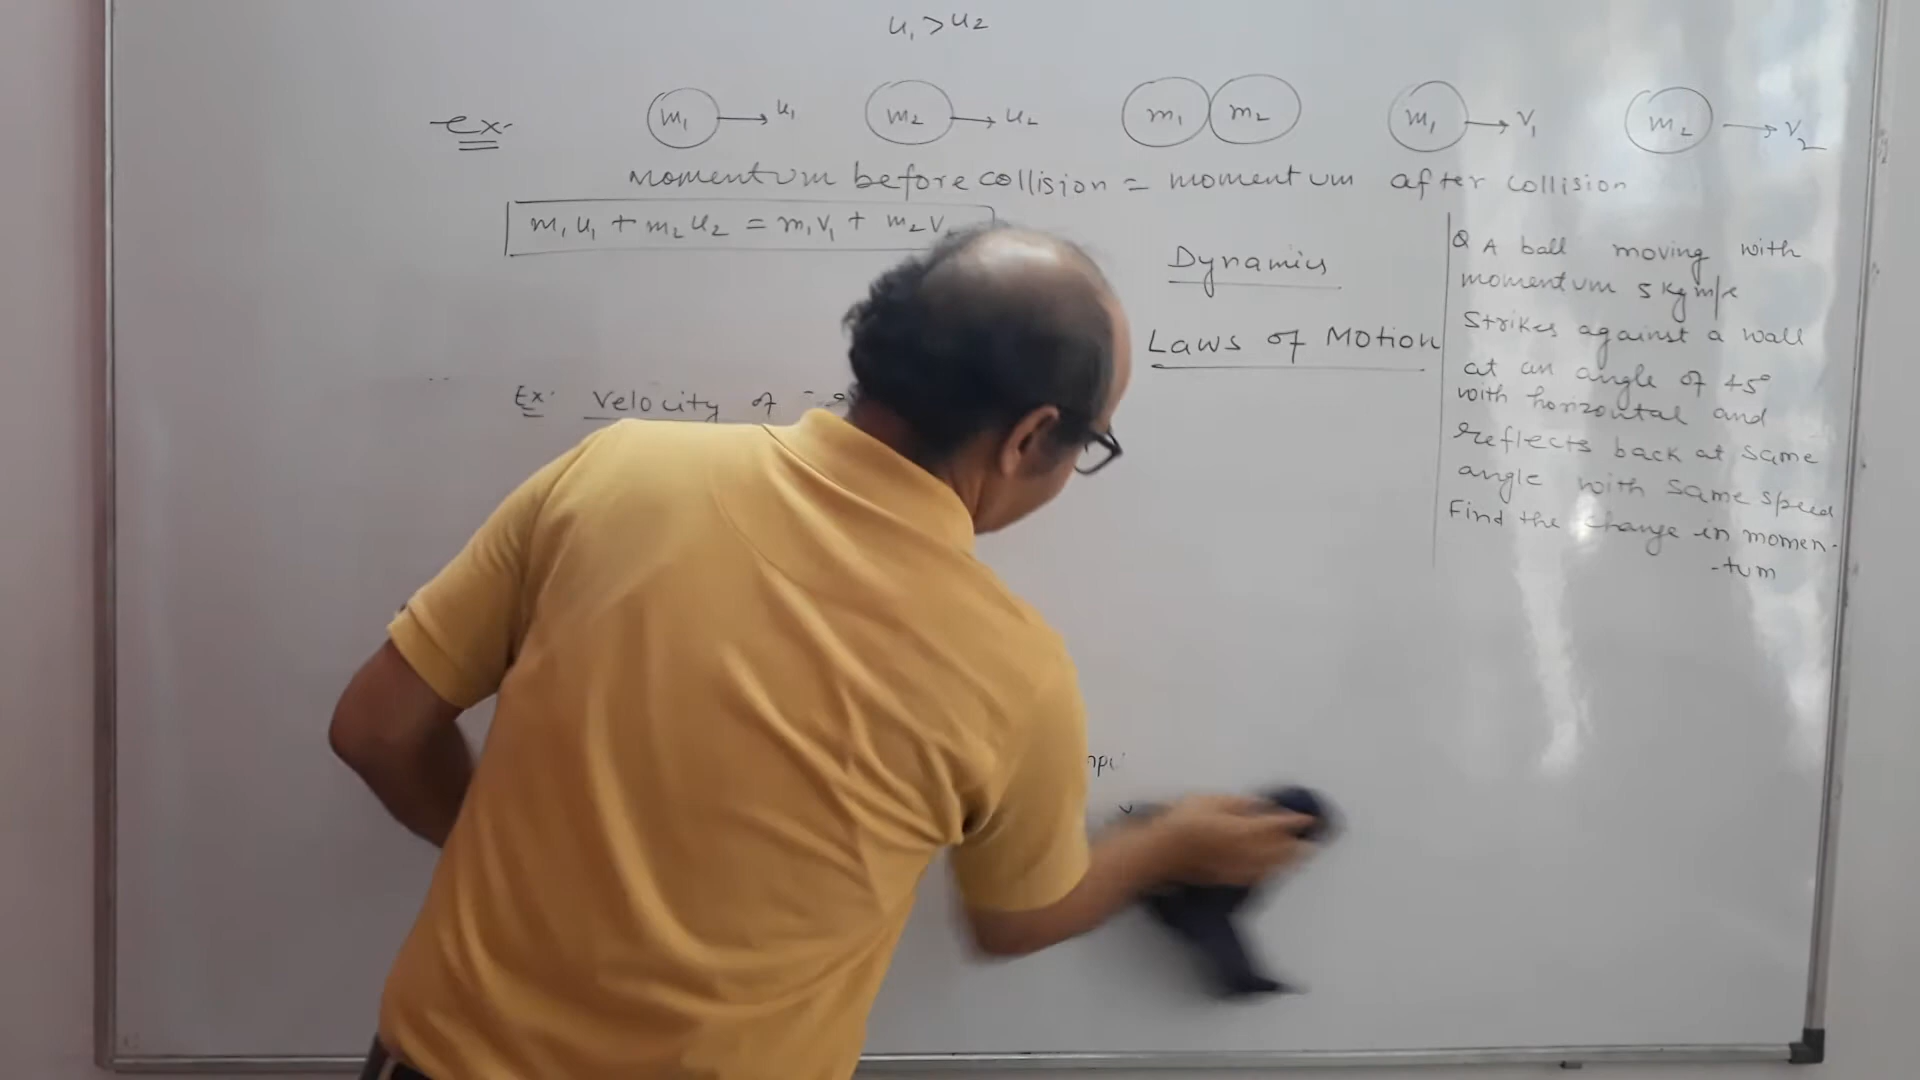 u₁ > u₂
ex. m₁ → u₁ m₂ → u₂ m₁ m₂ m₁ → v₁ m₂ → v₂
Momentum before collision = momentum after collision
m₁u₁ + m₂u₂ = m₁v₁ + m₂v
Dynamics
Laws of Motion
Ex. Velocity of
Q A ball moving with
momentum 5 kg m/s
strikes against a wall
at an angle of 45°
with horizontal and
reflects back at same
angle with same speed
Find the change in momen-
-tum